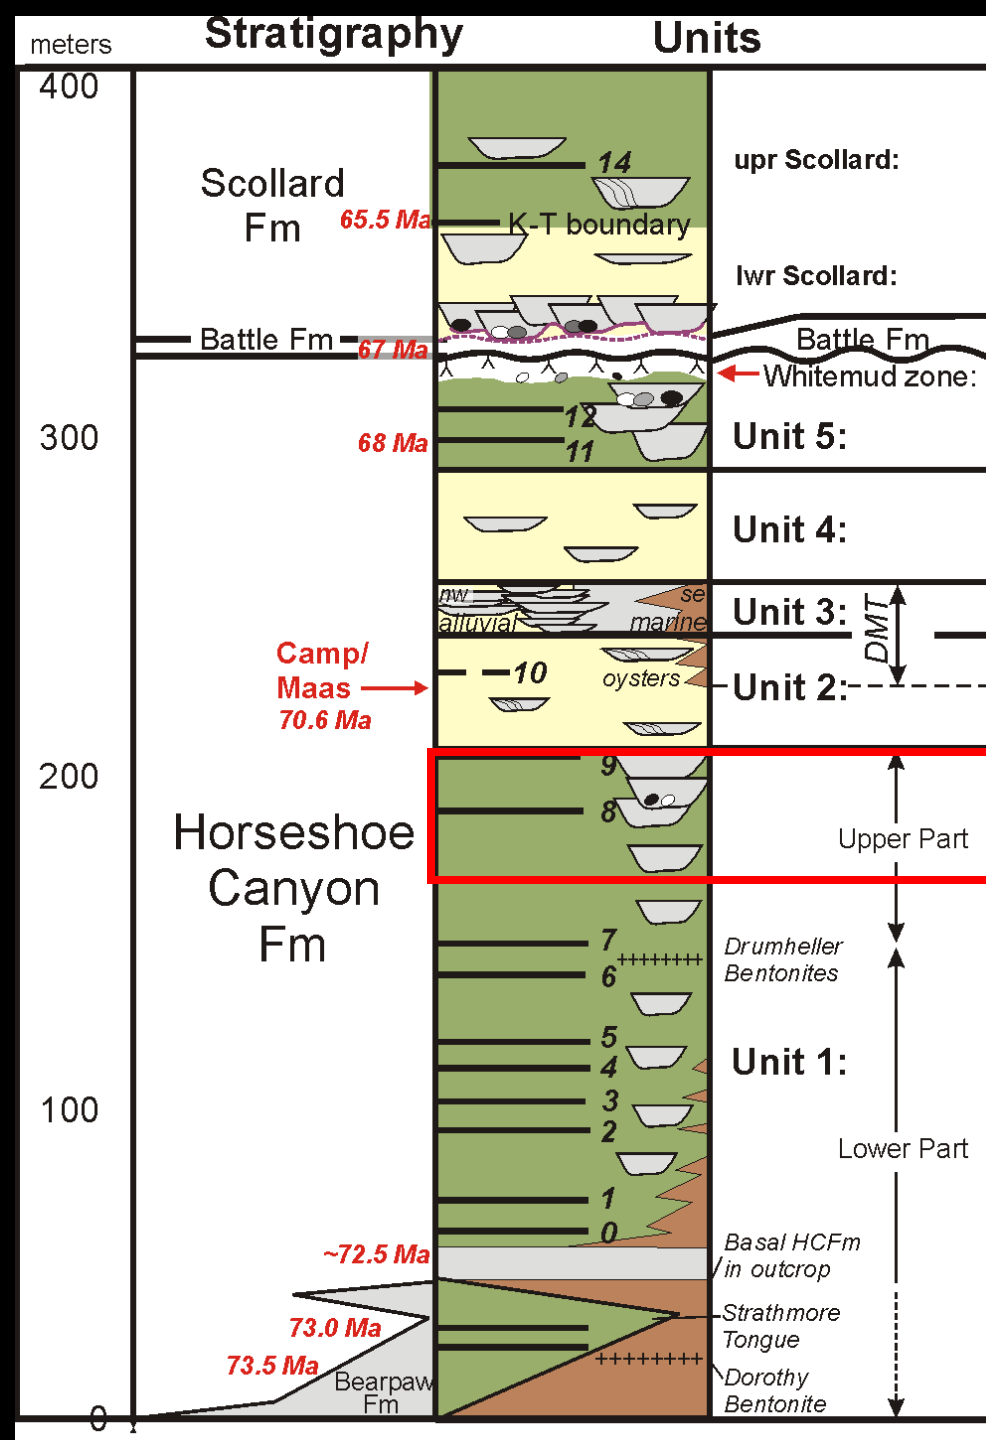 Stratigraphy
Units
meters
400
300
200
100
0
Scollard
Fm
65.5 Ma
Battle Fm
67 Ma
68 Ma
Camp/
Maas
70.6 Ma
Horseshoe
Canyon
Fm
~72.5 Ma
73.0 Ma
73.5 Ma
Bearpaw
Fm
14
K-T boundary
12
11
nw
se
alluvial
marine
10
oysters
9
8
7
6
5
4
3
2
1
0
upr Scollard:
lwr Scollard:
Battle Fm
Whitemud zone:
Unit 5:
Unit 4:
Unit 3:
DMT
Unit 2:
Upper Part
Drumheller
Bentonites
Unit 1:
Lower Part
Basal HCFm
in outcrop
Strathmore
Tongue
Dorothy
Bentonite